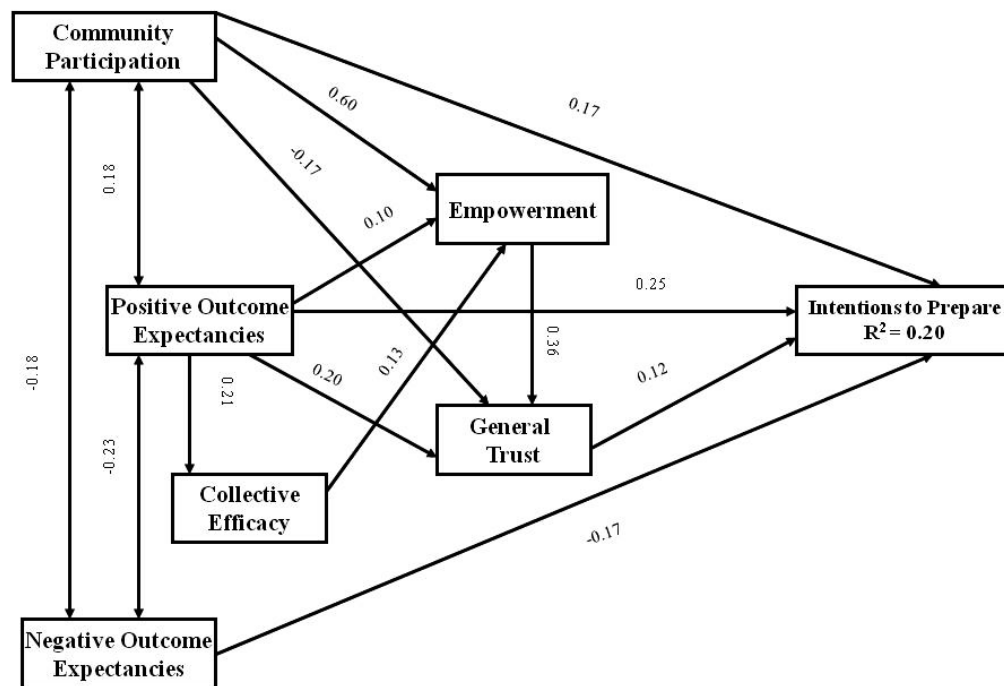 Community
Participation
0.17
0.60
-0.17
0.18
Empowerment
0.10
Positive Outcome
Expectancies
0.25
Intentions to Prepare
R² = 0.20
-0.18
0.36
0.13
0.20
0.21
0.12
General
Trust
-0.23
Collective
Efficacy
-0.17
Negative Outcome
Expectancies